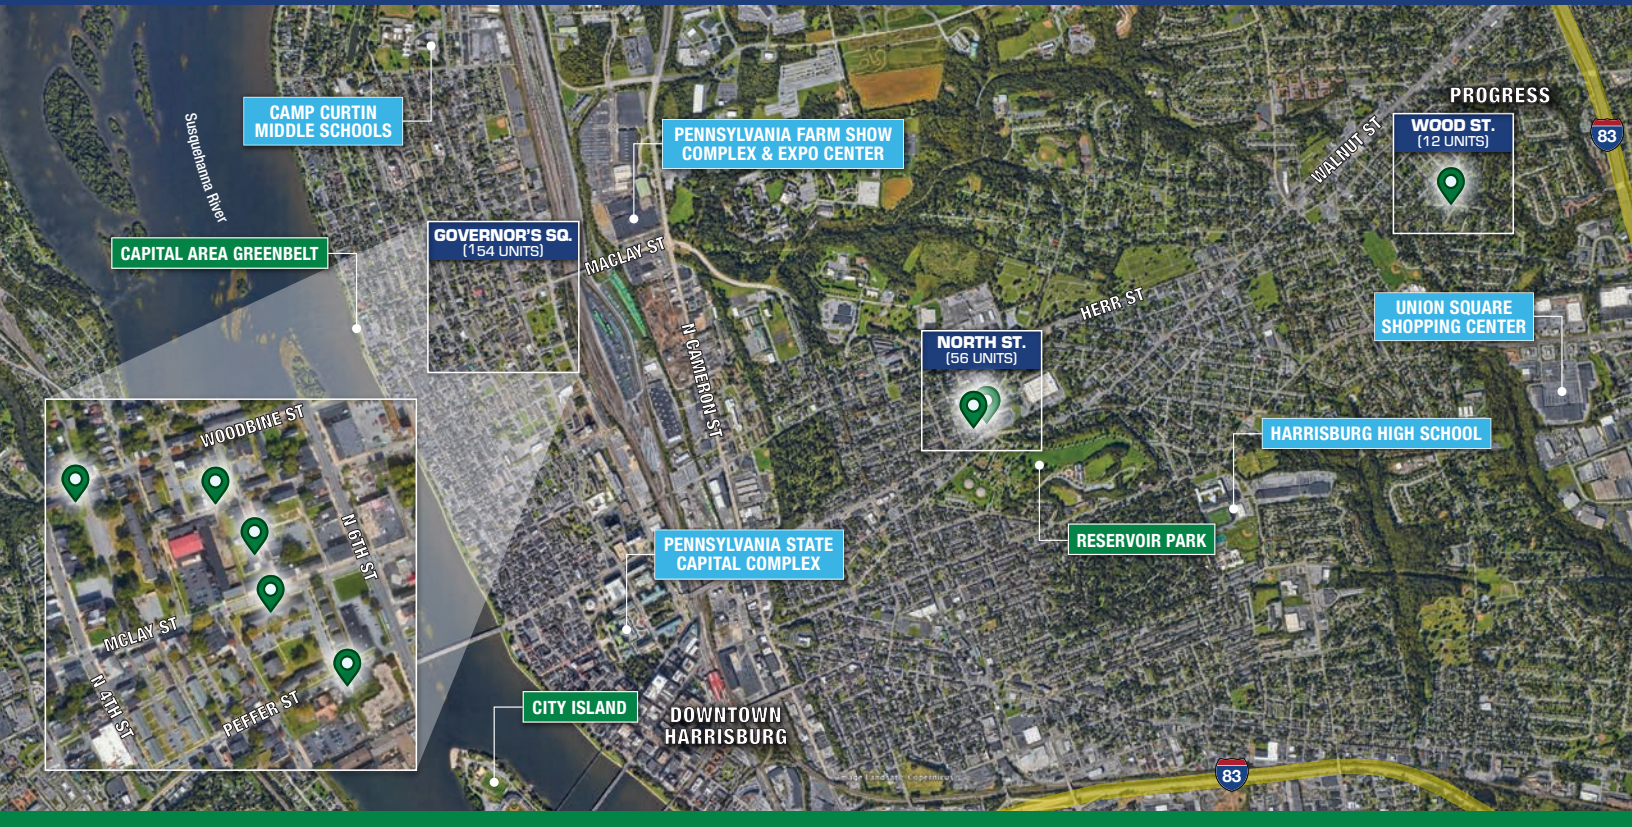 PROGRESS
83
WOOD ST.
(12 UNITS)
WALNUT ST
CAMP CURTIN
MIDDLE SCHOOLS
PENNSYLVANIA FARM SHOW
COMPLEX & EXPO CENTER
Susquehanna River
CAPITAL AREA GREENBELT
GOVERNOR'S SQ.
(154 UNITS)
MACLAY ST
HERR ST
UNION SQUARE
SHOPPING CENTER
N CAMERON ST
NORTH ST.
(56 UNITS)
HARRISBURG HIGH SCHOOL
WOODBINE ST
N 6TH ST
MCLAY ST
N 4TH ST
PEFFER ST
PENNSYLVANIA STATE
CAPITAL COMPLEX
RESERVOIR PARK
CITY ISLAND
DOWNTOWN
HARRISBURG
83